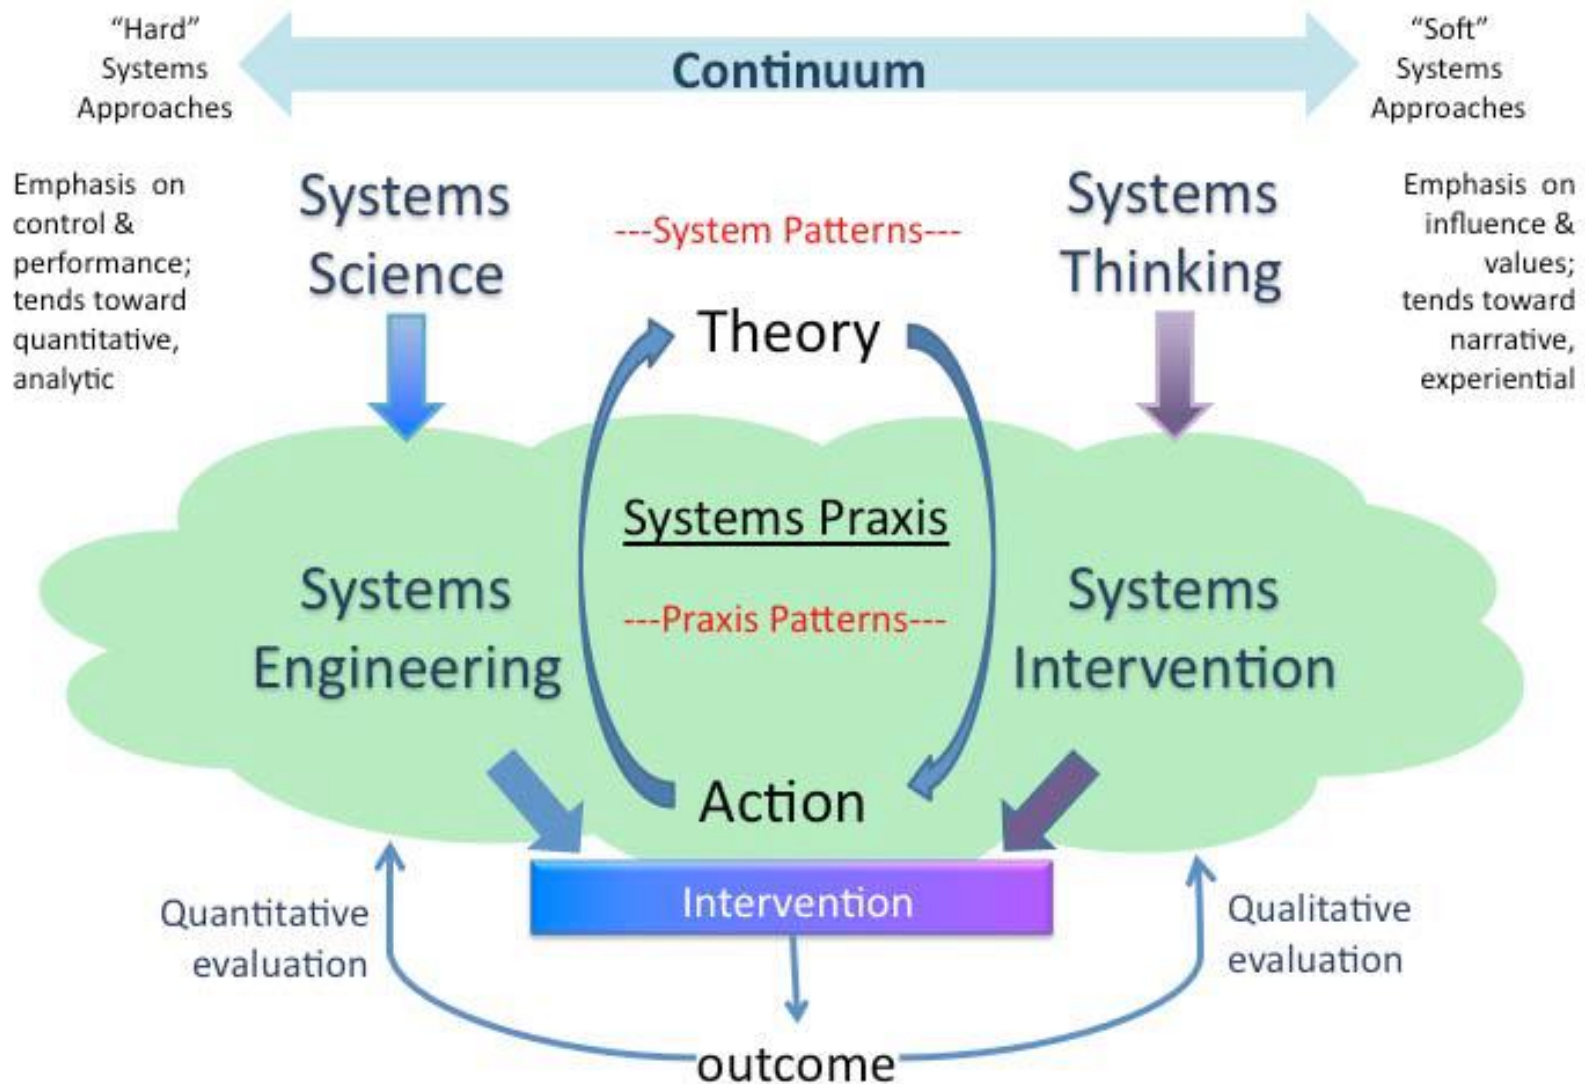 “Hard”
Systems
Approaches
Continuum
“Soft”
Systems
Approaches
Emphasis on
control &
performance;
tends toward
quantitative,
analytic
Systems
Science
---System Patterns---
Theory
Systems
Thinking
Emphasis on
influence &
values;
tends toward
narrative,
experiential
Systems Praxis
Systems
Engineering
---Praxis Patterns---
Systems
Intervention
Action
Intervention
Quantitative
evaluation
Qualitative
evaluation
outcome